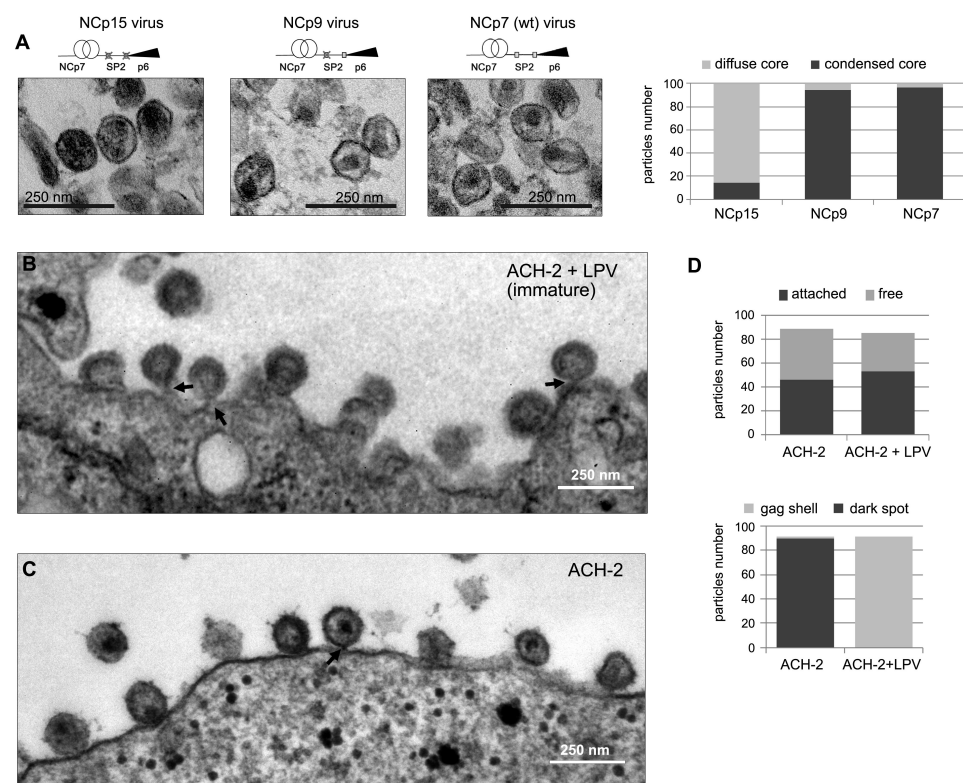 A
NCp15 virus
NCp7 SP2 p6
250 nm
NCp9 virus
NCp7 SP2 p6
250 nm
NCp7 (wt) virus
NCp7 SP2 p6
250 nm
diffuse core condensed core
particles number
100
80
60
40
20
0
NCp15 NCp9 NCp7
B
ACH-2 + LPV
(immature)
250 nm
C
ACH-2
250 nm
D
attached free
particles number
100
80
60
40
20
0
ACH-2 ACH-2 + LPV
gag shell dark spot
particles number
100
80
60
40
20
0
ACH-2 ACH-2+LPV